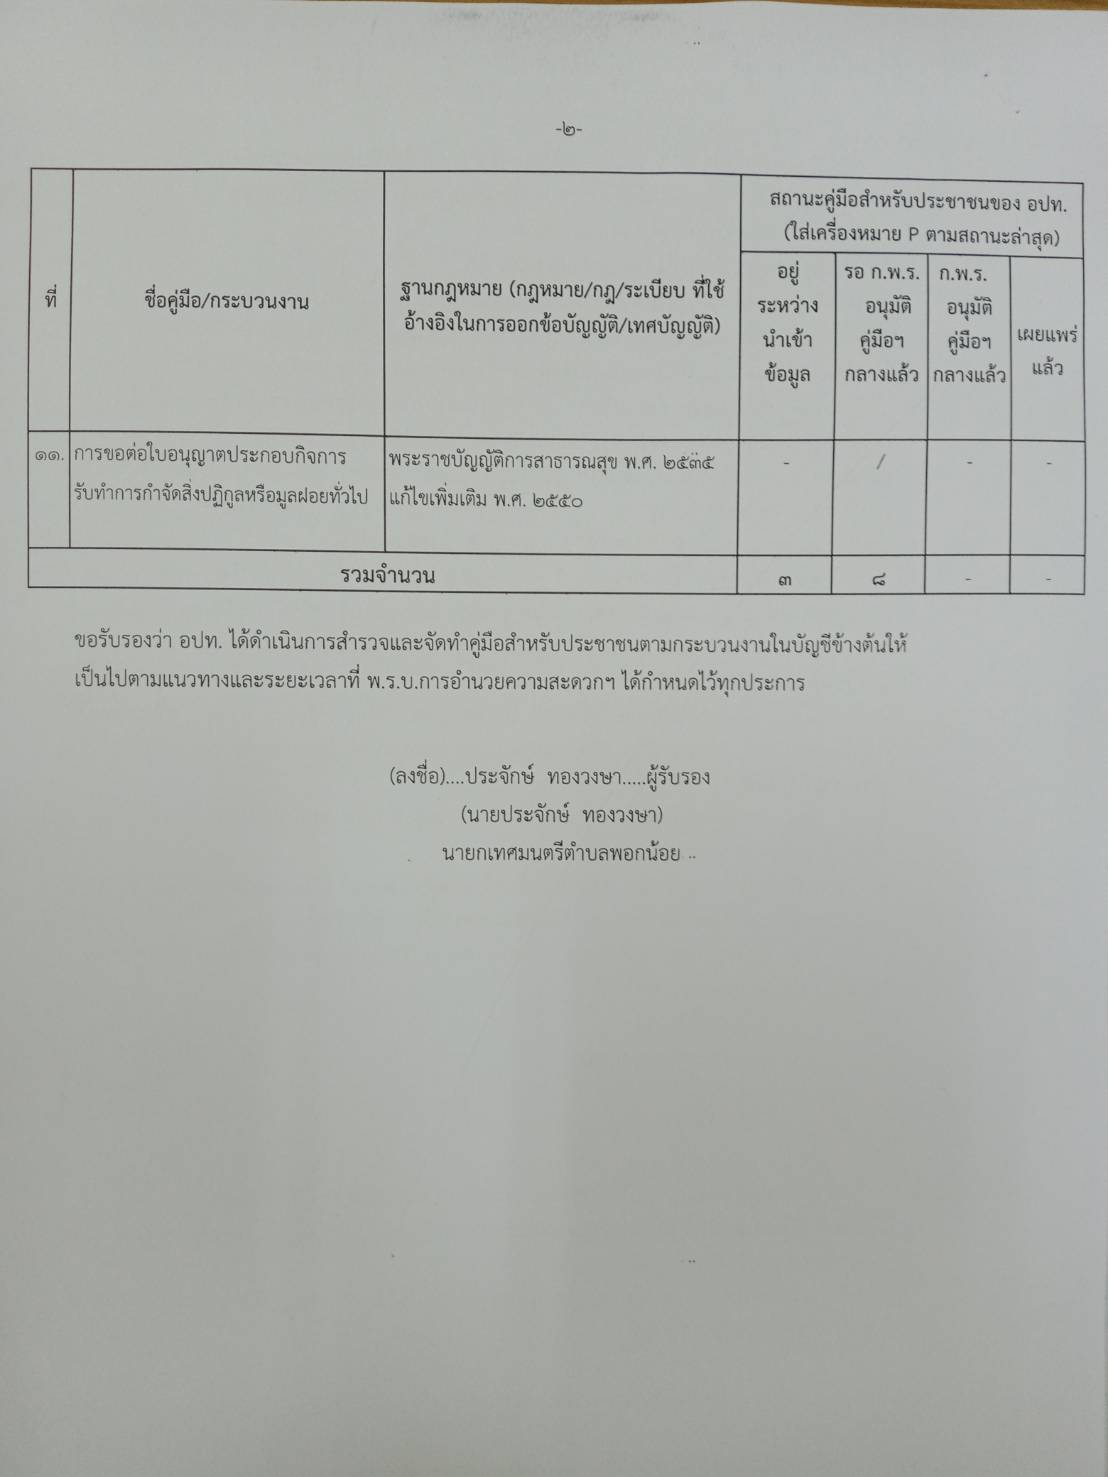 -๒-
สถานะคู่มือสำหรับประชาชนของ อปท.
(ใส่เครื่องหมาย P ตามสถานะล่าสุด)
ที่
ชื่อคู่มือ/กระบวนงาน
ฐานกฎหมาย (กฎหมาย/กฎ/ระเบียบ ที่ใช้
อ้างอิงในการออกข้อบัญญัติ/เทศบัญญัติ)
อยู่
ระหว่าง
นำเข้า
ข้อมูล
รอ ก.พ.ร.
อนุมัติ
คู่มือฯ
กลางแล้ว
ก.พ.ร.
อนุมัติ
คู่มือฯ
กลางแล้ว
เผยแพร่
แล้ว
๑๑.
การขอต่อใบอนุญาตประกอบกิจการ
รับทำการกำจัดสิ่งปฏิกูลหรือมูลฝอยทั่วไป
พระราชบัญญัติการสาธารณสุข พ.ศ. ๒๕๓๕
แก้ไขเพิ่มเติม พ.ศ. ๒๕๕๐
- / - -
รวมจำนวน ๓ ๘ - -
ขอรับรองว่า อปท. ได้ดำเนินการสำรวจและจัดทำคู่มือสำหรับประชาชนตามกระบวนงานในบัญชีข้างต้นให้
เป็นไปตามแนวทางและระยะเวลาที่ พ.ร.บ.การอำนวยความสะดวกฯ ได้กำหนดไว้ทุกประการ
(ลงชื่อ)....ประจักษ์ ทองวงษา.....ผู้รับรอง
(นายประจักษ์ ทองวงษา)
นายกเทศมนตรีตำบลพอกน้อย